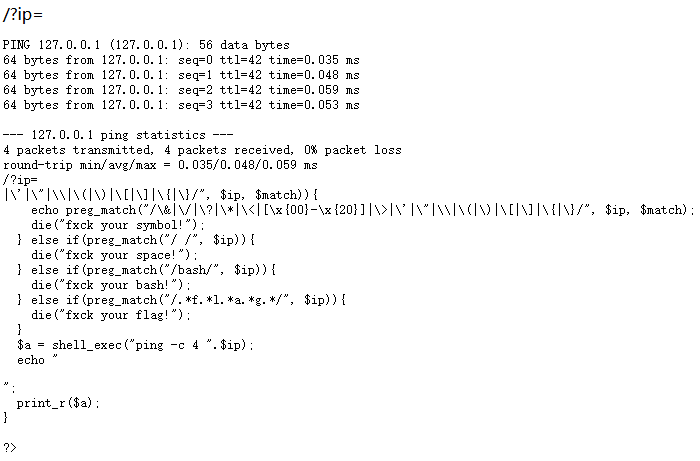 /?ip=
PING 127.0.0.1 (127.0.0.1): 56 data bytes
64 bytes from 127.0.0.1: seq=0 ttl=42 time=0.035 ms
64 bytes from 127.0.0.1: seq=1 ttl=42 time=0.048 ms
64 bytes from 127.0.0.1: seq=2 ttl=42 time=0.059 ms
64 bytes from 127.0.0.1: seq=3 ttl=42 time=0.053 ms
--- 127.0.0.1 ping statistics ---
4 packets transmitted, 4 packets received, 0% packet loss
round-trip min/avg/max = 0.035/0.048/0.059 ms
/?ip=
|\'|\"|\\|\(|\)|\[|\]|\{|\}/", $ip, $match)){
    echo preg_match("/\&|\/|\?|\*|\<|[\x{00}-\x{20}]|\>|\'|\"|\\|\(|\)|\[|\]|\{|\}/", $ip, $match);
    die("fxck your symbol!");
  } else if(preg_match("/ /", $ip)){
    die("fxck your space!");
  } else if(preg_match("/bash/", $ip)){
    die("fxck your bash!");
  } else if(preg_match("/.*f.*l.*a.*g.*/", $ip)){
    die("fxck your flag!");
  }
  $a = shell_exec("ping -c 4 ".$ip);
  echo "
";
  print_r($a);
}
?>